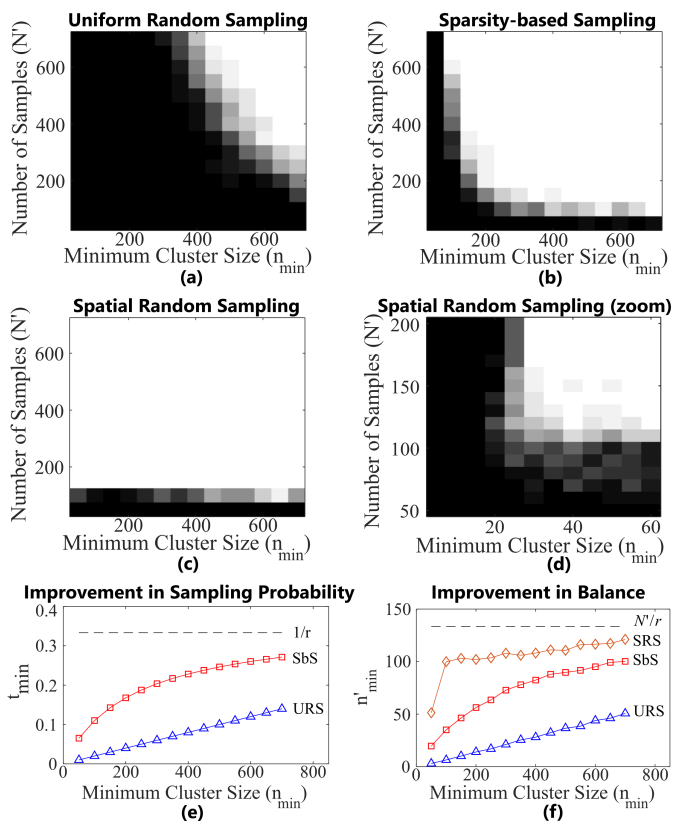 Uniform Random Sampling
Number of Samples (N')
600
400
200
200 400 600
Minimum Cluster Size (n_min)
(a)
Sparsity-based Sampling
Number of Samples (N')
600
400
200
200 400 600
Minimum Cluster Size (n_min)
(b)
Spatial Random Sampling
Number of Samples (N')
600
400
200
200 400 600
Minimum Cluster Size (n_min)
(c)
Spatial Random Sampling (zoom)
Number of Samples (N')
200
150
100
50
20 40 60
Minimum Cluster Size (n_min)
(d)
Improvement in Sampling Probability
t_min
0.4
0.3
0.2
0.1
0
1/r
SbS
URS
0 200 400 600 800
Minimum Cluster Size (n_min)
(e)
Improvement in Balance
n'_min
150
100
50
0
N'/r
SRS
SbS
URS
0 200 400 600 800
Minimum Cluster Size (n_min)
(f)